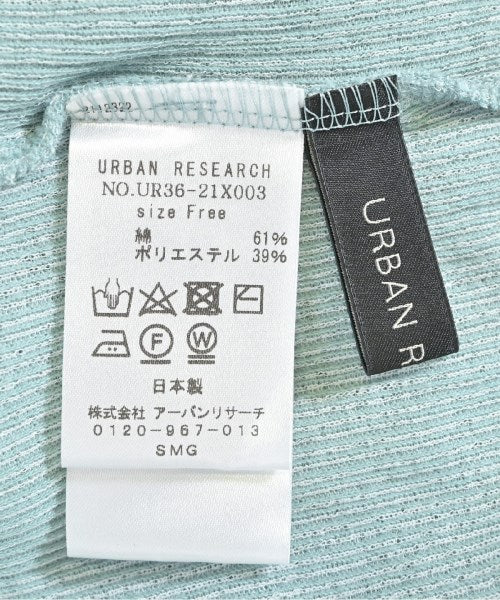 URBAN RESEARCH
NO.UR36-21X003
size Free
綿 61%
ポリエステル 39%
F W
日本製
株式会社 アーバンリサーチ
0120-967-013
SMG
URBAN R